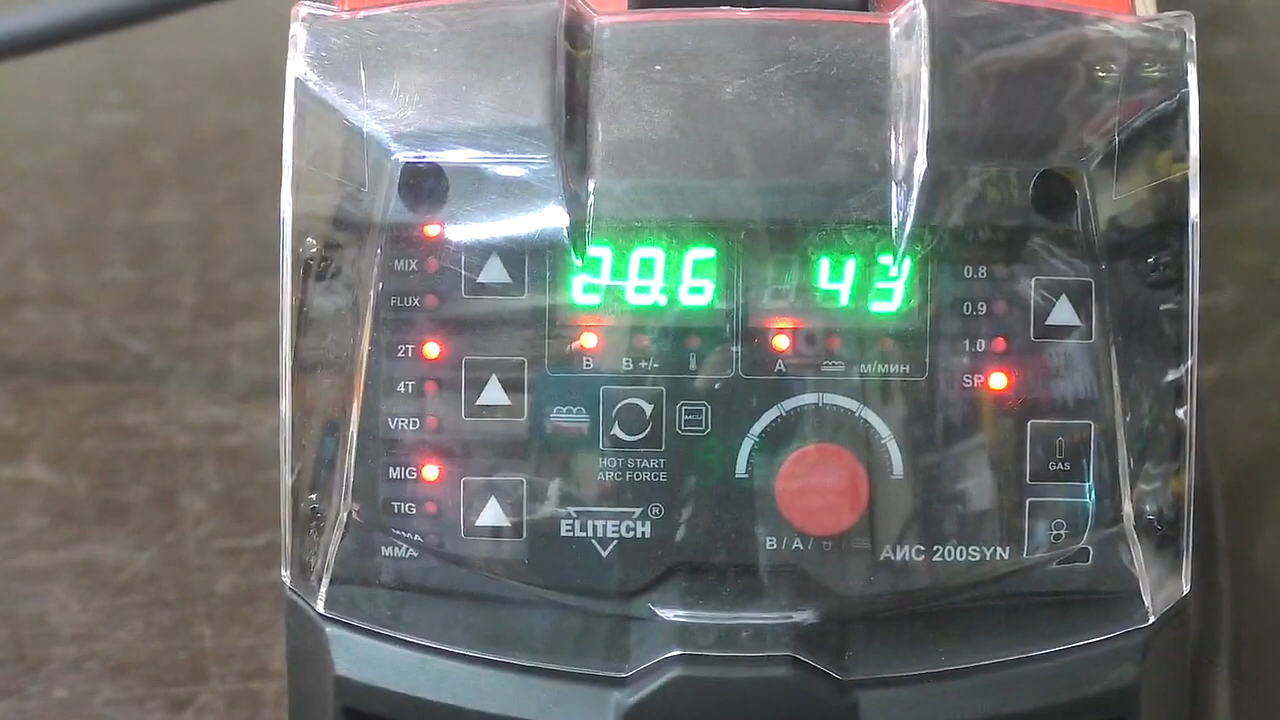 MIX
FLUX
2T
4T
VRD
MIG
TIG
MMA
20.6
43
B
B +/-
A
м/мин
0.8
0.9
1.0
SP
MCU
HOT START
ARC FORCE
ELITECH®
B / A /
АИС 200SYN
GAS